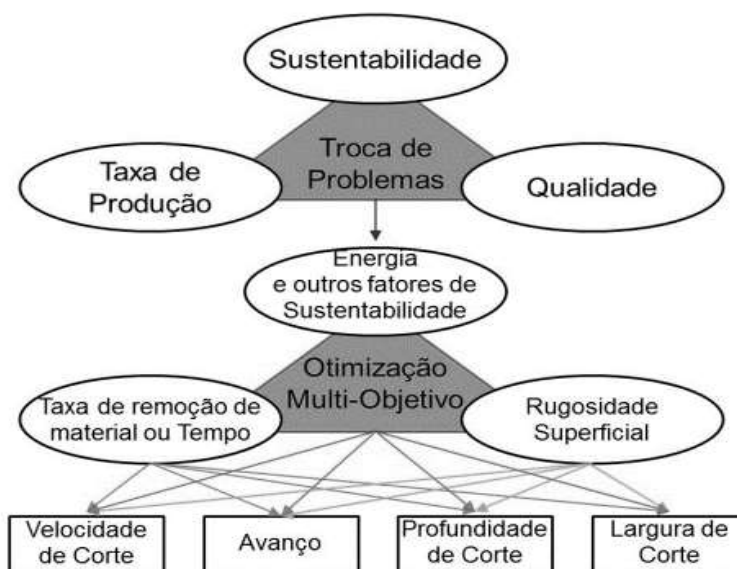 Sustentabilidade
Troca de
Problemas
Taxa de
Produção
Qualidade
Energia
e outros fatores de
Sustentabilidade
Otimização
Multi-Objetivo
Taxa de remoção de
material ou Tempo
Rugosidade
Superficial
Velocidade
de Corte
Avanço
Profundidade
de Corte
Largura de
Corte